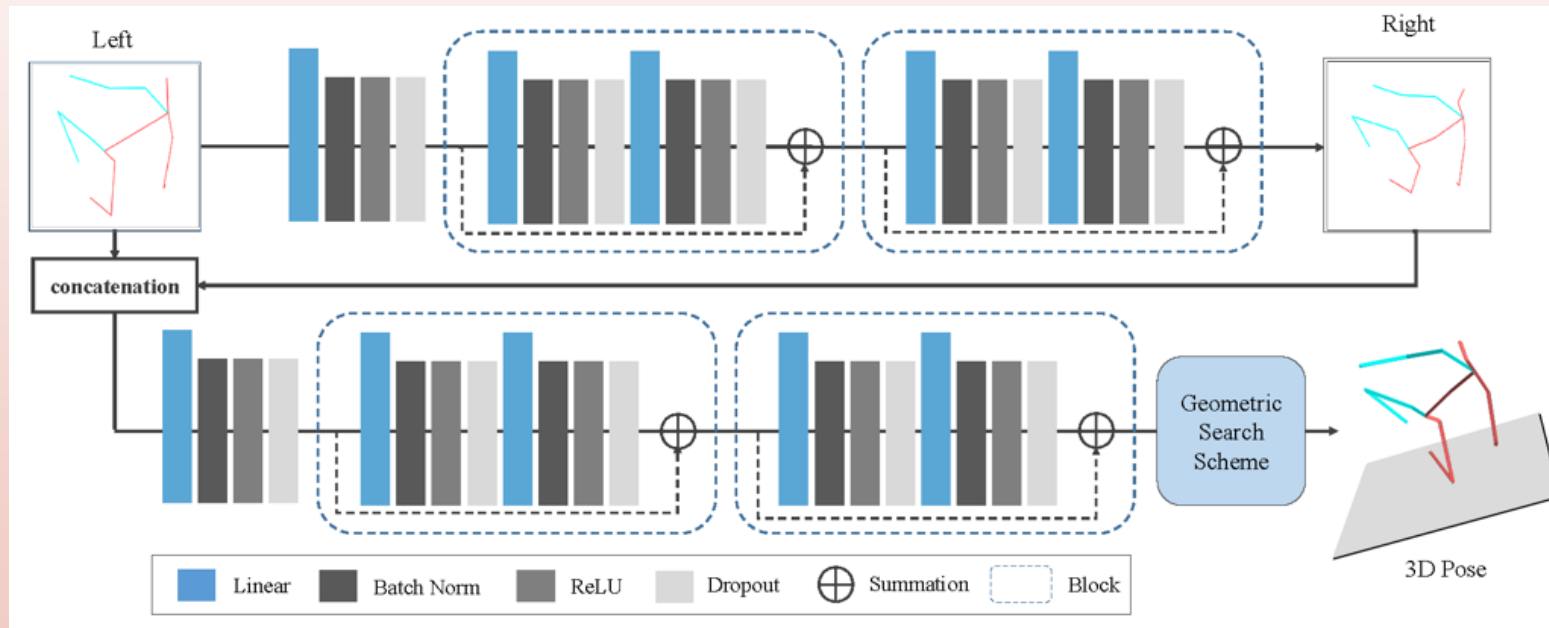 Left
Right
concatenation
Geometric
Search
Scheme
3D Pose
Linear
Batch Norm
ReLU
Dropout
Summation
Block